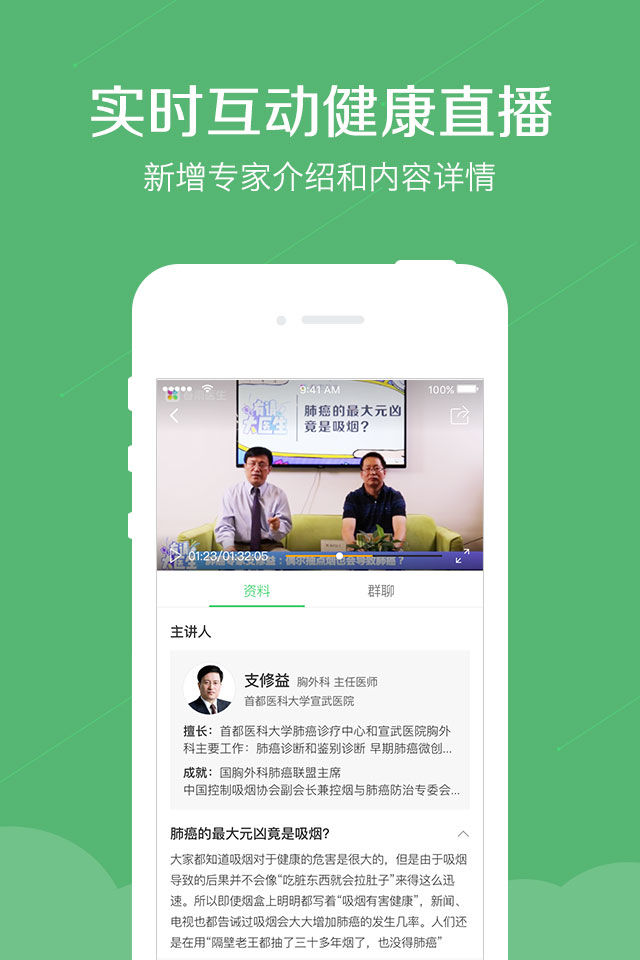 实时互动健康直播
新增专家介绍和内容详情
9:41 AM
100%
春雨医生
肺癌的最大元凶
竟是吸烟?
有请
大医生
01:23/01:32:05
资料
群聊
主讲人
支修益 胸外科 主任医师
首都医科大学宣武医院
擅长：首都医科大学肺癌诊疗中心和宣武医院胸外
科主要工作：肺癌诊断和鉴别诊断 早期肺癌微创...
成就：国胸外科肺癌联盟主席
中国控制吸烟协会副会长兼控烟与肺癌防治专委会...
肺癌的最大元凶竟是吸烟?
大家都知道吸烟对于健康的危害是很大的，但是由于吸烟
导致的后果并不会像“吃脏东西就会拉肚子”来得这么迅
速。所以即使烟盒上明明都写着“吸烟有害健康”，新闻、
电视也都告诫过吸烟会大大增加肺癌的发生几率。人们还
是在用“隔壁老王都抽了三十多年烟了，也没得肺癌”